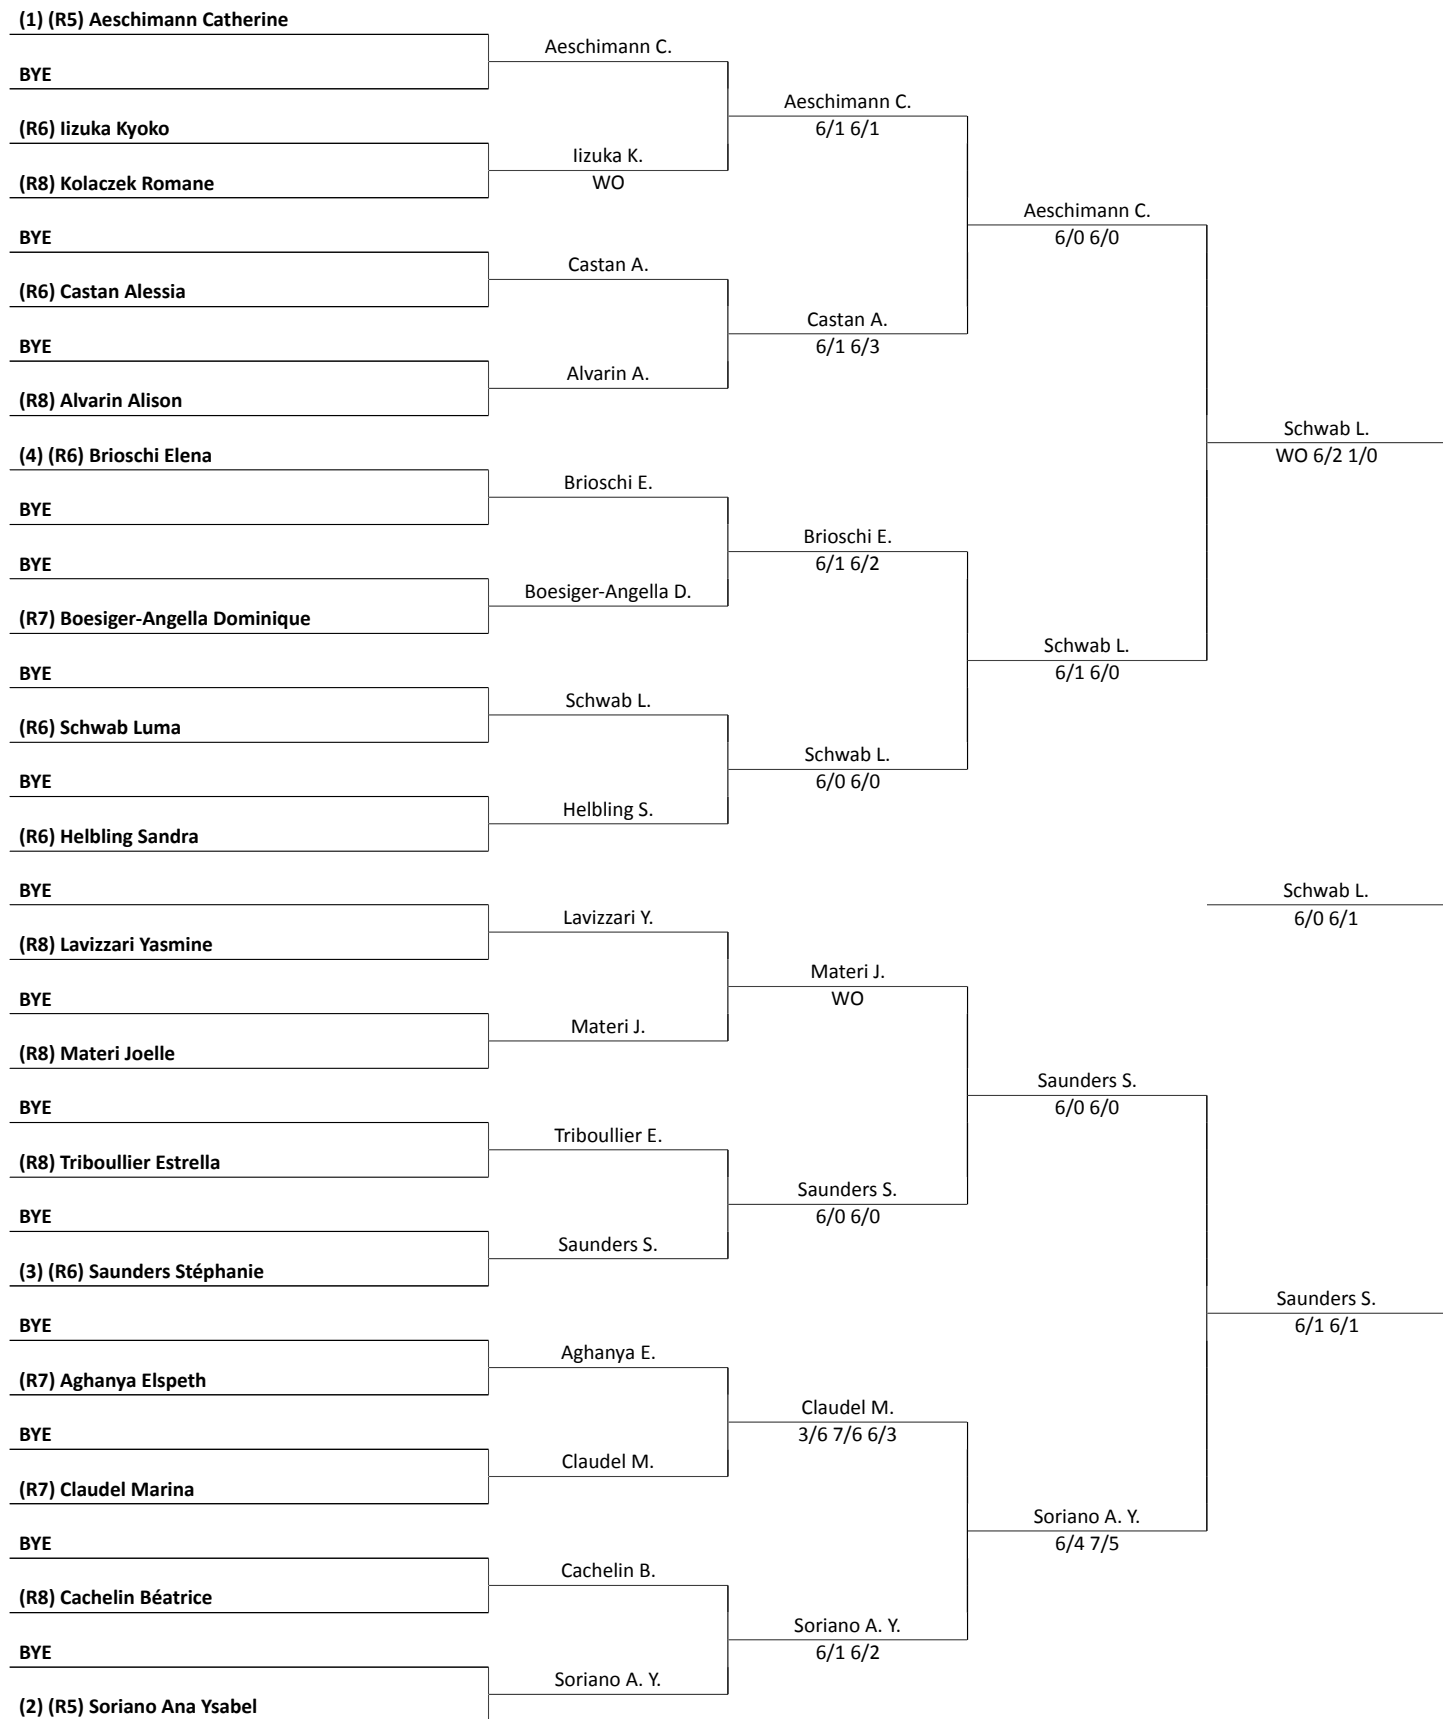 (1) (R5) Aeschimann Catherine
BYE
(R6) Iizuka Kyoko
(R8) Kolaczek Romane
BYE
(R6) Castan Alessia
BYE
(R8) Alvarin Alison
(4) (R6) Brioschi Elena
BYE
BYE
(R7) Boesiger-Angella Dominique
BYE
(R6) Schwab Luma
BYE
(R6) Helbling Sandra
BYE
(R8) Lavizzari Yasmine
BYE
(R8) Materi Joelle
BYE
(R8) Triboullier Estrella
BYE
(3) (R6) Saunders Stéphanie
BYE
(R7) Aghanya Elspeth
BYE
(R7) Claudel Marina
BYE
(R8) Cachelin Béatrice
BYE
(2) (R5) Soriano Ana Ysabel
Aeschimann C.
Iizuka K.
WO
Castan A.
Alvarin A.
Brioschi E.
Boesiger-Angella D.
Schwab L.
Helbling S.
Lavizzari Y.
Materi J.
Triboullier E.
Saunders S.
Aghanya E.
Claudel M.
Cachelin B.
Soriano A. Y.
Aeschimann C.
6/1 6/1
Castan A.
6/1 6/3
Brioschi E.
6/1 6/2
Schwab L.
6/0 6/0
Materi J.
WO
Saunders S.
6/0 6/0
Claudel M.
3/6 7/6 6/3
Soriano A. Y.
6/1 6/2
Aeschimann C.
6/0 6/0
Schwab L.
6/1 6/0
Saunders S.
6/0 6/0
Soriano A. Y.
6/4 7/5
Schwab L.
WO 6/2 1/0
Schwab L.
6/0 6/1
Saunders S.
6/1 6/1